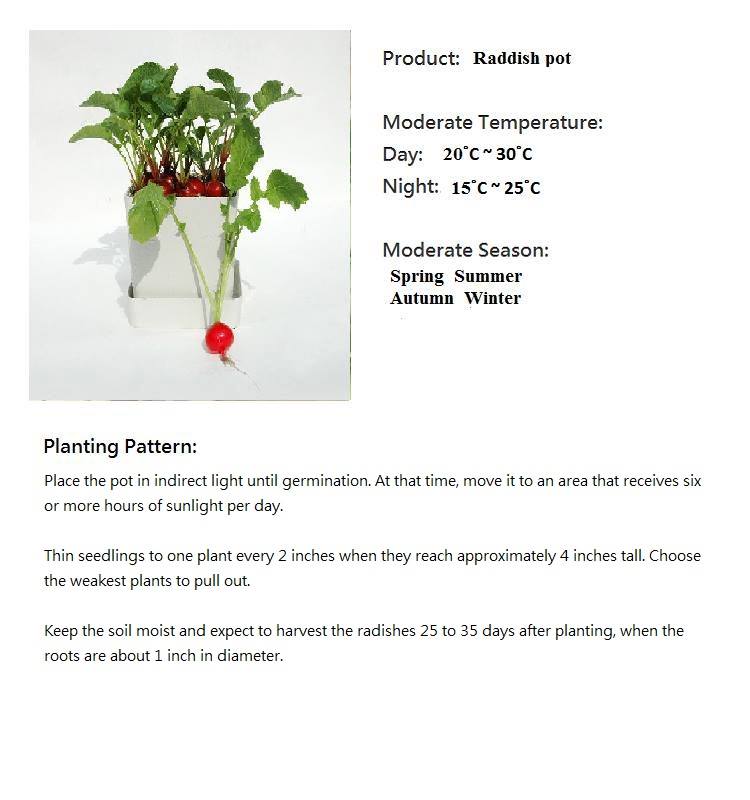 Product: Raddish pot
Moderate Temperature:
Day: 20°C ~ 30°C
Night: 15°C ~ 25°C
Moderate Season:
Spring Summer
Autumn Winter
Planting Pattern:
Place the pot in indirect light until germination. At that time, move it to an area that receives six
or more hours of sunlight per day.
Thin seedlings to one plant every 2 inches when they reach approximately 4 inches tall. Choose
the weakest plants to pull out.
Keep the soil moist and expect to harvest the radishes 25 to 35 days after planting, when the
roots are about 1 inch in diameter.